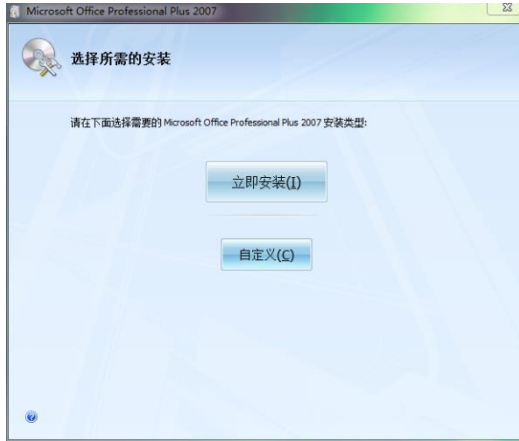 Microsoft Office Professional Plus 2007
选择所需的安装
请在下面选择需要的 Microsoft Office Professional Plus 2007 安装类型:
立即安装(I)
自定义(C)